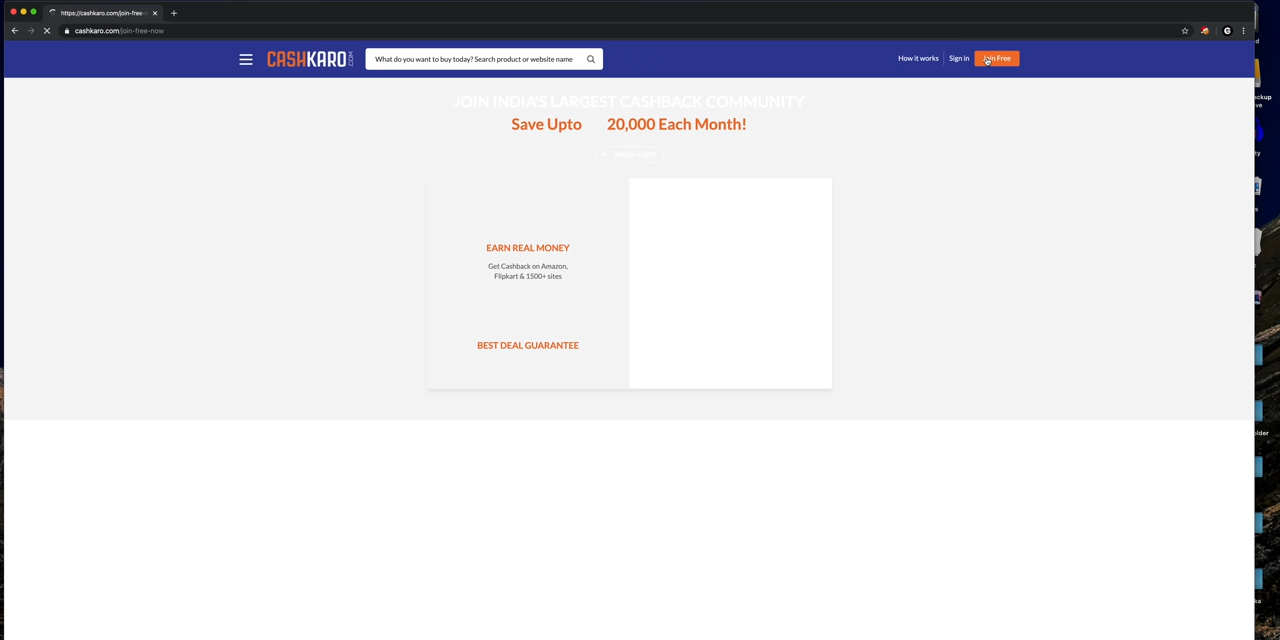 https://cashkaro.com/join-free-
cashkaro.com/join-free-now
CASHKARO.COM
What do you want to buy today? Search product or website name
How it works
Sign in
Join Free
JOIN INDIA'S LARGEST CASHBACK COMMUNITY
Save Upto 20,000 Each Month!
EARN REAL MONEY
Get Cashback on Amazon,
Flipkart & 1500+ sites
BEST DEAL GUARANTEE